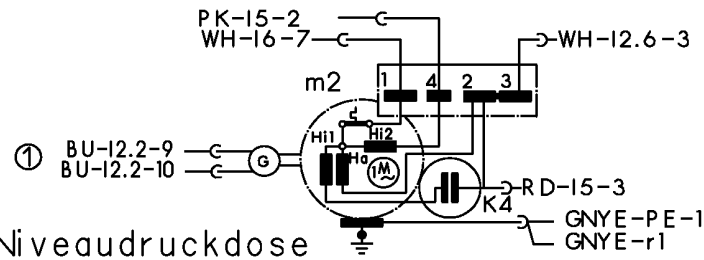 PK-15-2
WH-16-7
WH-12.6-3
1 4 2 3
m2
Hi1 Hi2
Ha
1M
①
BU-12.2-9
BU-12.2-10
G
RD-15-3
K4
GNYE-PE-1
GNYE-r1
Niveaudruckdose